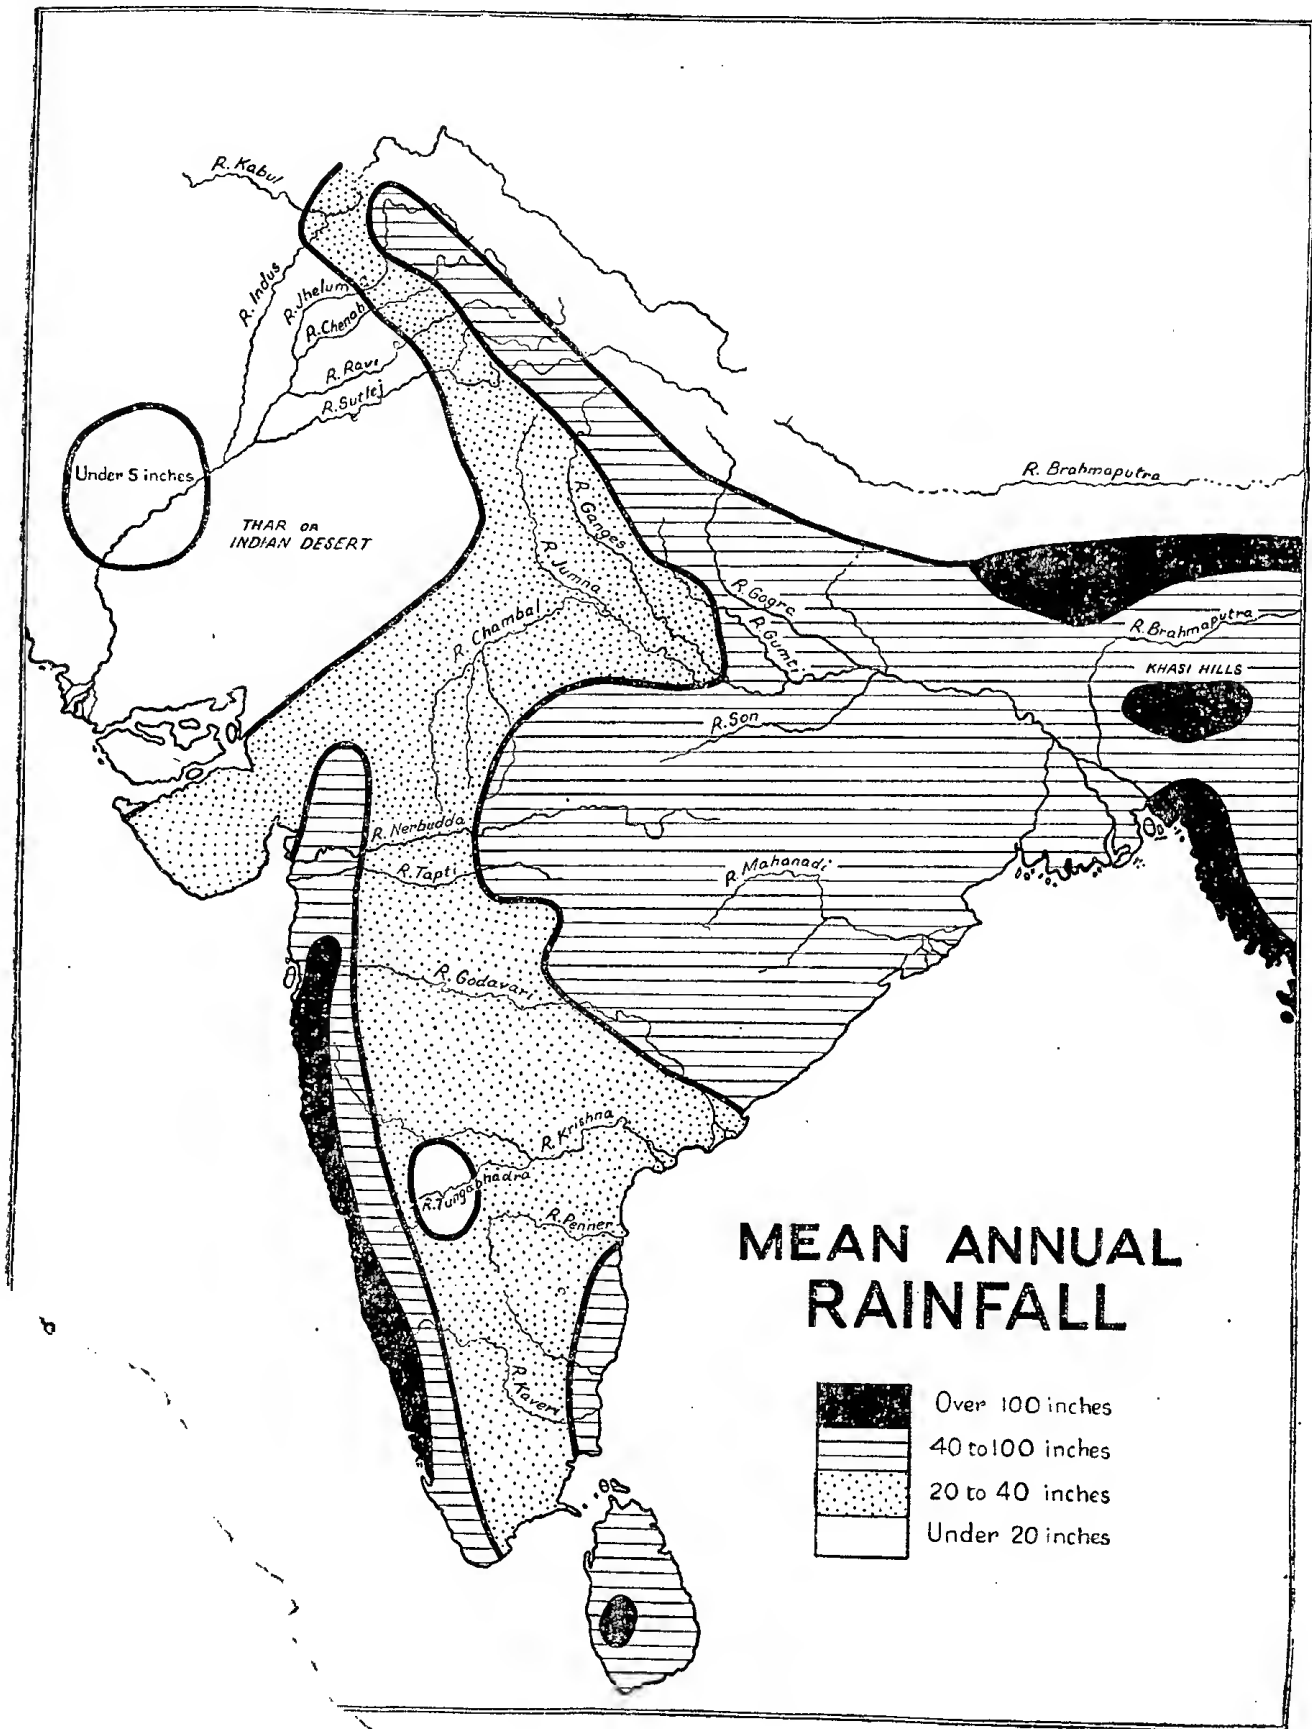 R. Kabul
R. Indus
R. Jhelum
R. Chenab
R. Ravi
R. Sutlej
Under 5 inches
THAR OR
INDIAN DESERT
R. Brahmaputra
R. Ganges
R. Jumna
R. Gogra
R. Gumti
R. Chambal
R. Brahmaputra
KHASI HILLS
R. Son
R. Nerbudda
R. Tapti
R. Mahanadi
R. Godavari
R. Krishna
R. Tungabhadra
R. Penner
R. Kaveri
MEAN ANNUAL
RAINFALL
Over 100 inches
40 to 100 inches
20 to 40 inches
Under 20 inches